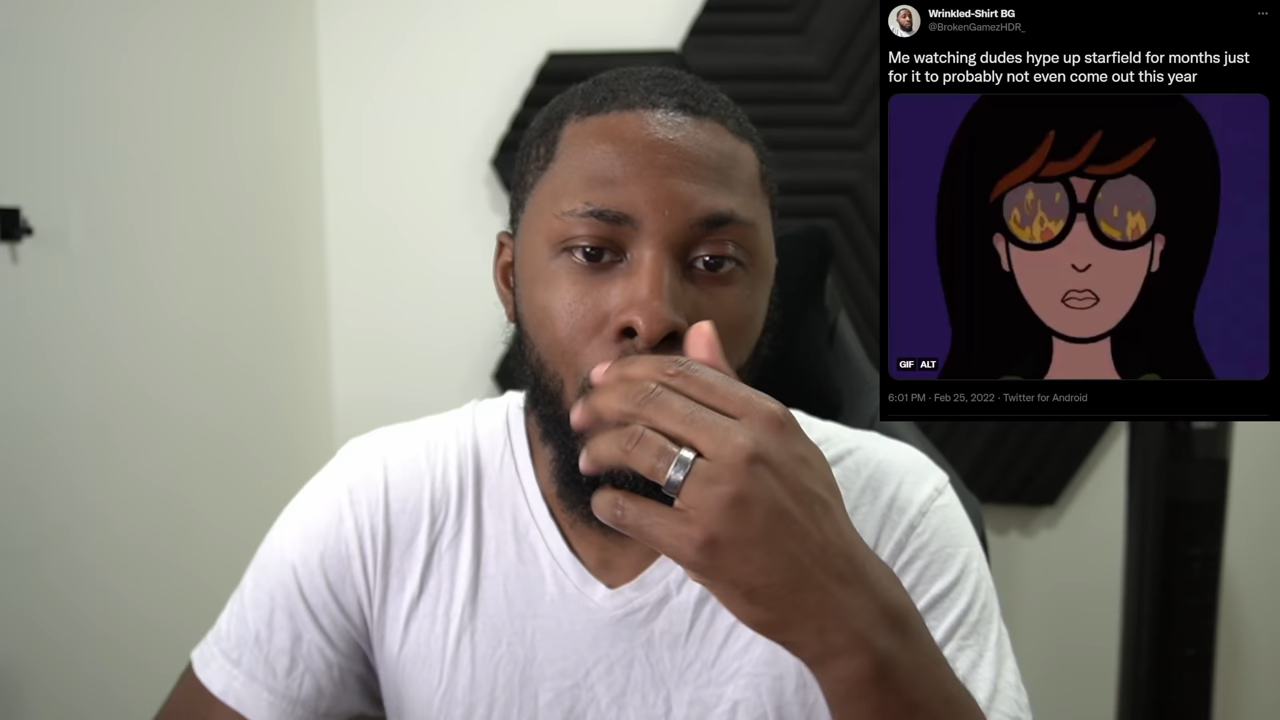 Wrinkled-Shirt BG
@BrokenGamezHDR_
Me watching dudes hype up starfield for months just
for it to probably not even come out this year
GIF ALT
6:01 PM · Feb 25, 2022 · Twitter for Android